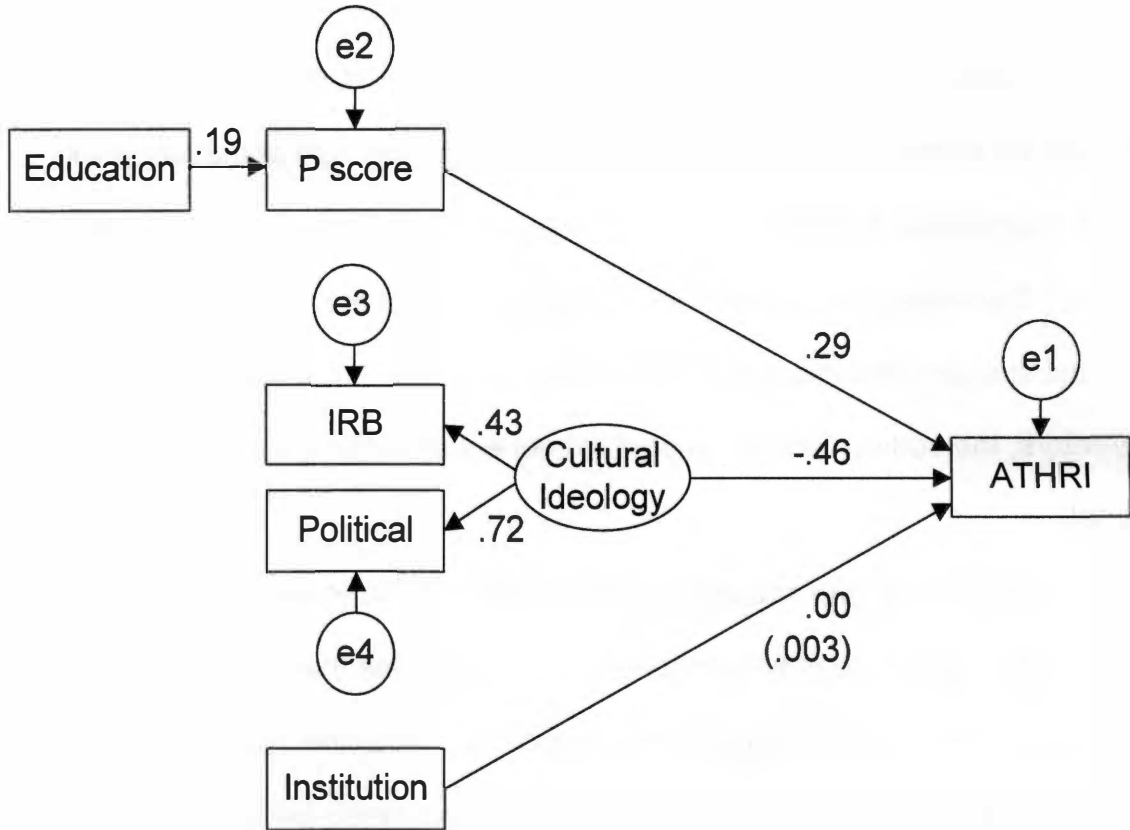 e2
.19
Education
P score
e3
.29
e1
IRB
.43
Cultural
Ideology
-.46
ATHRI
Political
.72
.00
(.003)
e4
Institution